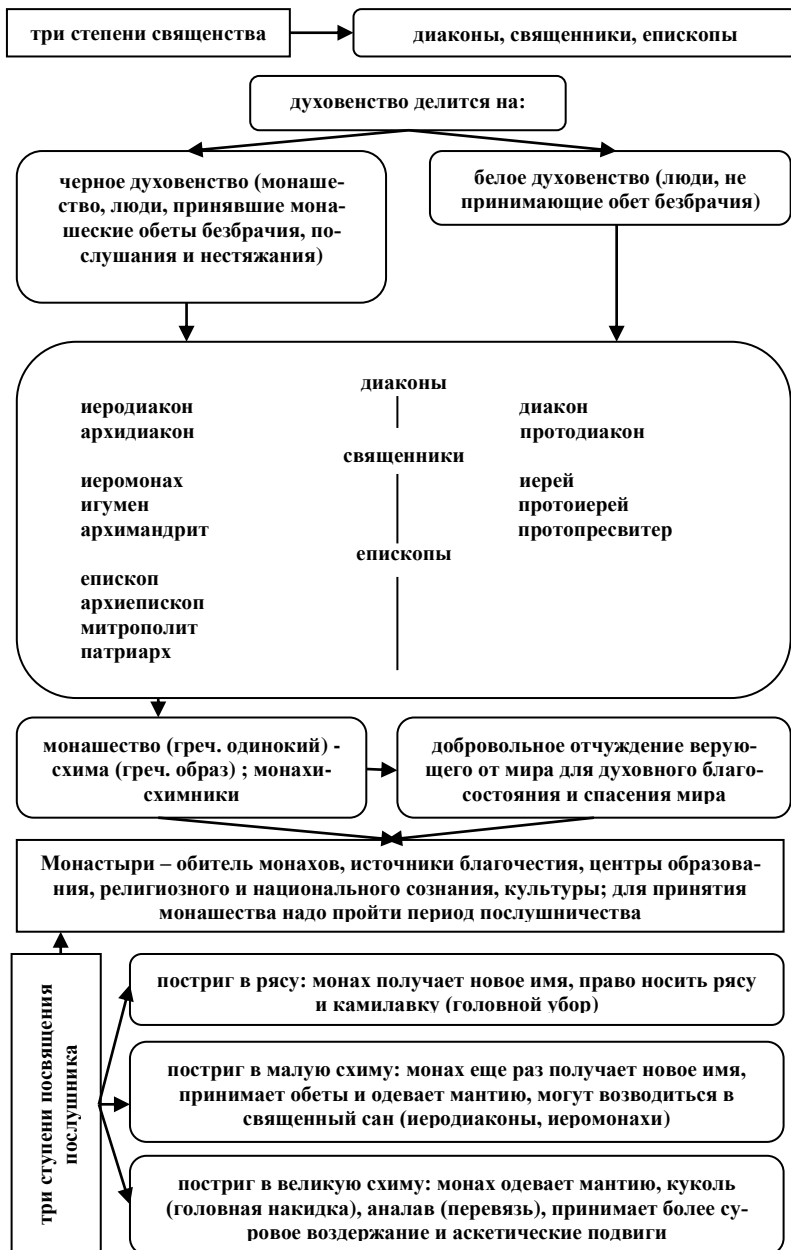 три степени священства
диаконы, священники, епископы
духовенство делится на:
черное духовенство (монаше-
ство, люди, принявшие мона-
шеские обеты безбрачия, по-
слушания и нестяжания)
белое духовенство (люди, не
принимающие обет безбрачия)
диаконы
иеродиакон
диакон
архидиакон
протодиакон
священники
иеромонах
иерей
игумен
протоиерей
архимандрит
протопресвитер
епископы
епископ
архиепископ
митрополит
патриарх
монашество (греч. одинокий) -
схима (греч. образ) ; монахи-
схимники
добровольное отчуждение верую-
щего от мира для духовного благо-
состояния и спасения мира
Монастыри – обитель монахов, источники благочестия, центры образова-
ния, религиозного и национального сознания, культуры; для принятия
монашества надо пройти период послушничества
три ступени посвящения
послушника
постриг в рясу: монах получает новое имя, право носить рясу
и камилавку (головной убор)
постриг в малую схиму: монах еще раз получает новое имя,
принимает обеты и одевает мантию, могут возводиться в
священный сан (иеродиаконы, иеромонахи)
постриг в великую схиму: монах одевает мантию, куколь
(головная накидка), аналав (перевязь), принимает более су-
ровое воздержание и аскетические подвиги